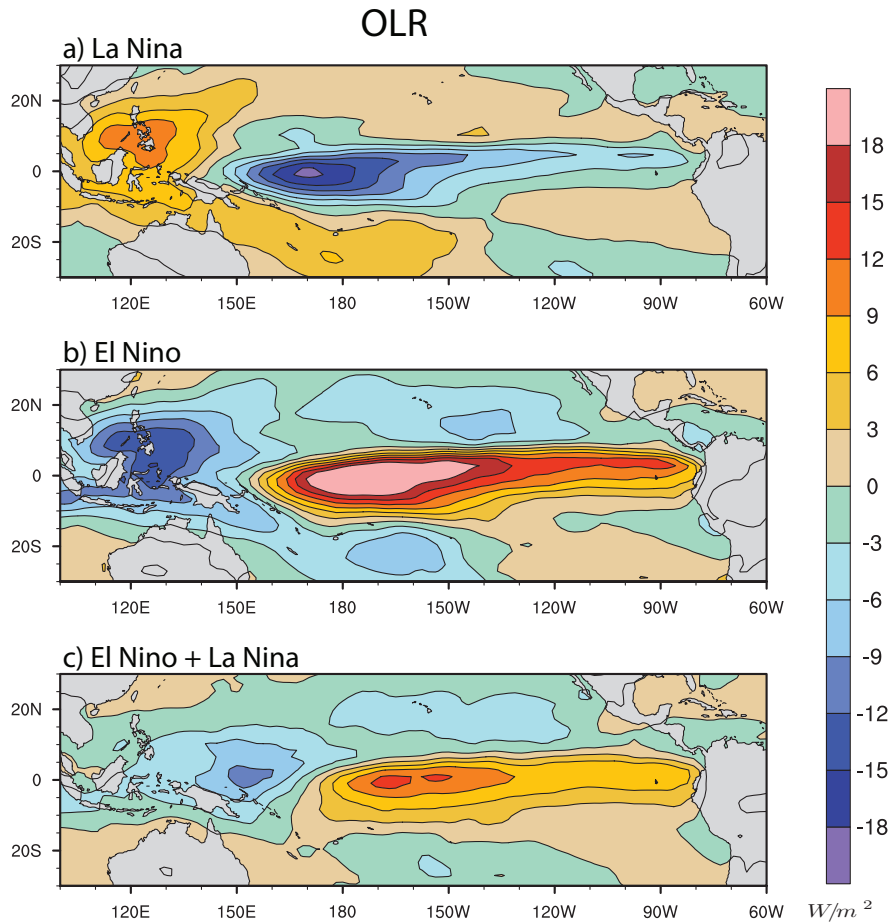 OLR
a) La Nina
20N
0
20S
120E 150E 180 150W 120W 90W 60W
b) El Nino
20N
0
20S
120E 150E 180 150W 120W 90W 60W
c) El Nino + La Nina
20N
0
20S
120E 150E 180 150W 120W 90W 60W
18
15
12
9
6
3
0
-3
-6
-9
-12
-15
-18
W/m 2